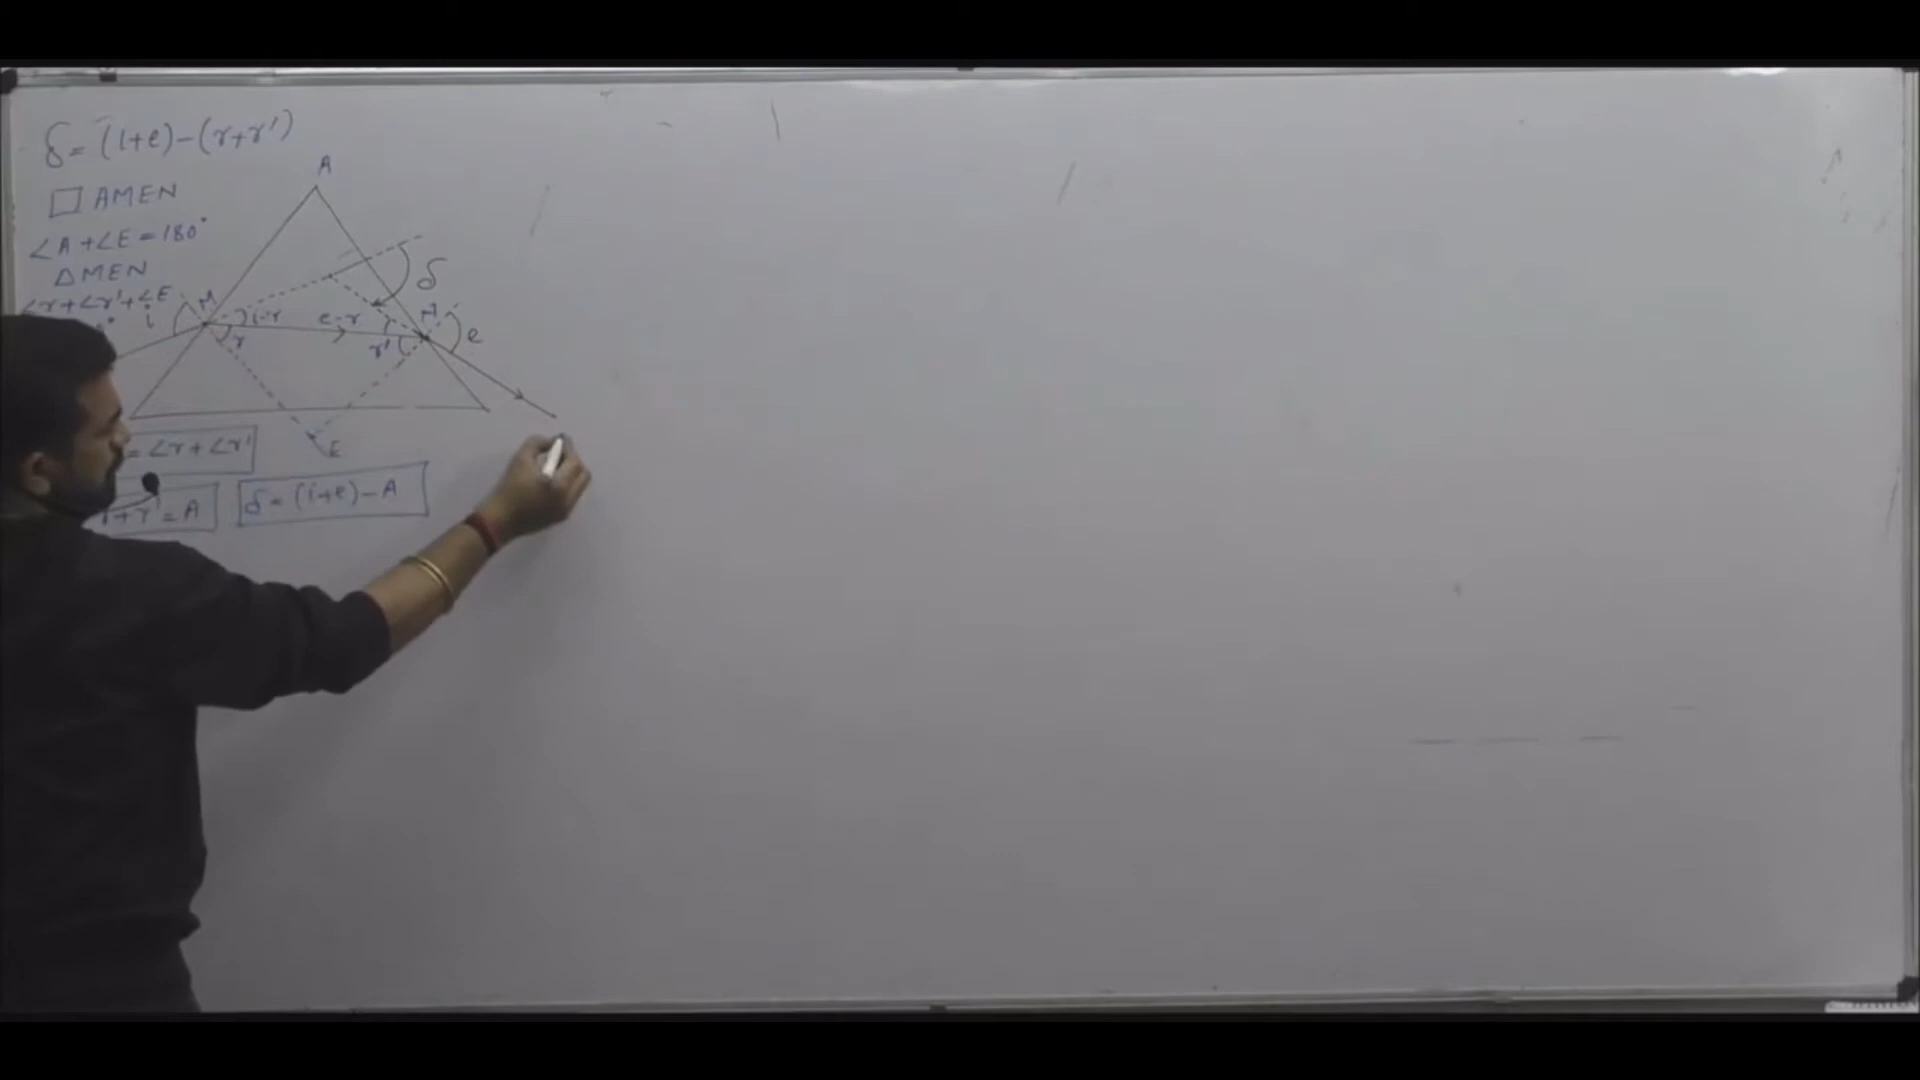 δ = (i+e)-(r+r')
A
□ AMEN
∠A +∠E = 180°
△ MEN
∠r+∠r'+∠E
i
M
i-r
r
e-r
r'
δ
e
E
= ∠r + ∠r'
r+r' = A
δ = (i+e) - A